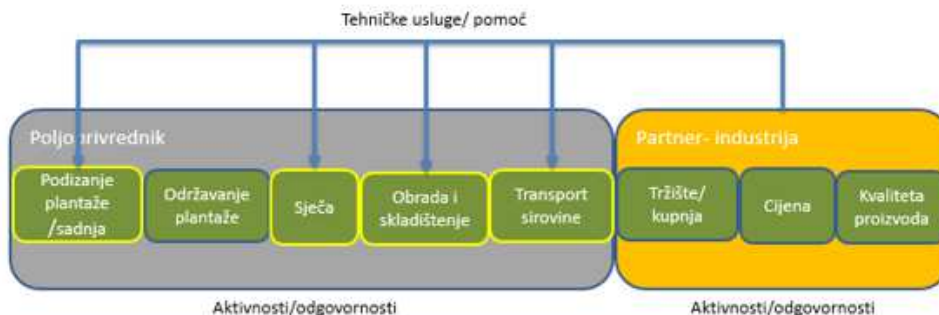 Tehničke usluge/ pomoć
Poljoprivrednik
Partner- industrija
Podizanje
plantaže
/sadnja
Održavanje
plantaže
Sječa
Obrada i
skladištenje
Transport
sirovine
Tržište/
kupnja
Cijena
Kvaliteta
proizvoda
Aktivnosti/odgovornosti
Aktivnosti/odgovornosti